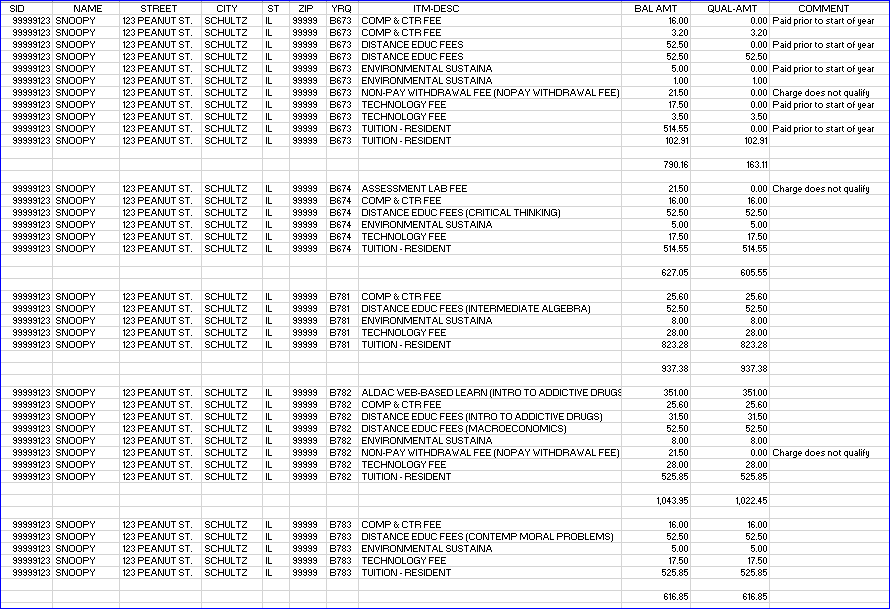 SID NAME STREET CITY ST ZIP YRQ ITM-DESC BAL AMT QUAL-AMT COMMENT
99999123 SNOOPY 123 PEANUT ST. SCHULTZ IL 99999 B673 COMP & CTR FEE 16.00 0.00 Paid prior to start of year
99999123 SNOOPY 123 PEANUT ST. SCHULTZ IL 99999 B673 COMP & CTR FEE 3.20 3.20
99999123 SNOOPY 123 PEANUT ST. SCHULTZ IL 99999 B673 DISTANCE EDUC FEES 52.50 0.00 Paid prior to start of year
99999123 SNOOPY 123 PEANUT ST. SCHULTZ IL 99999 B673 DISTANCE EDUC FEES 52.50 52.50
99999123 SNOOPY 123 PEANUT ST. SCHULTZ IL 99999 B673 ENVIRONMENTAL SUSTAINA 5.00 0.00 Paid prior to start of year
99999123 SNOOPY 123 PEANUT ST. SCHULTZ IL 99999 B673 ENVIRONMENTAL SUSTAINA 1.00 1.00
99999123 SNOOPY 123 PEANUT ST. SCHULTZ IL 99999 B673 NON-PAY WITHDRAWAL FEE (NOPAY WITHDRAWAL FEE) 21.50 0.00 Charge does not qualify
99999123 SNOOPY 123 PEANUT ST. SCHULTZ IL 99999 B673 TECHNOLOGY FEE 17.50 0.00 Paid prior to start of year
99999123 SNOOPY 123 PEANUT ST. SCHULTZ IL 99999 B673 TECHNOLOGY FEE 3.50 3.50
99999123 SNOOPY 123 PEANUT ST. SCHULTZ IL 99999 B673 TUITION - RESIDENT 514.55 0.00 Paid prior to start of year
99999123 SNOOPY 123 PEANUT ST. SCHULTZ IL 99999 B673 TUITION - RESIDENT 102.91 102.91
790.16 163.11
99999123 SNOOPY 123 PEANUT ST. SCHULTZ IL 99999 B674 ASSESSMENT LAB FEE 21.50 0.00 Charge does not qualify
99999123 SNOOPY 123 PEANUT ST. SCHULTZ IL 99999 B674 COMP & CTR FEE 16.00 16.00
99999123 SNOOPY 123 PEANUT ST. SCHULTZ IL 99999 B674 DISTANCE EDUC FEES (CRITICAL THINKING) 52.50 52.50
99999123 SNOOPY 123 PEANUT ST. SCHULTZ IL 99999 B674 ENVIRONMENTAL SUSTAINA 5.00 5.00
99999123 SNOOPY 123 PEANUT ST. SCHULTZ IL 99999 B674 TECHNOLOGY FEE 17.50 17.50
99999123 SNOOPY 123 PEANUT ST. SCHULTZ IL 99999 B674 TUITION - RESIDENT 514.55 514.55
627.05 605.55
99999123 SNOOPY 123 PEANUT ST. SCHULTZ IL 99999 B781 COMP & CTR FEE 25.60 25.60
99999123 SNOOPY 123 PEANUT ST. SCHULTZ IL 99999 B781 DISTANCE EDUC FEES (INTERMEDIATE ALGEBRA) 52.50 52.50
99999123 SNOOPY 123 PEANUT ST. SCHULTZ IL 99999 B781 ENVIRONMENTAL SUSTAINA 8.00 8.00
99999123 SNOOPY 123 PEANUT ST. SCHULTZ IL 99999 B781 TECHNOLOGY FEE 28.00 28.00
99999123 SNOOPY 123 PEANUT ST. SCHULTZ IL 99999 B781 TUITION - RESIDENT 823.28 823.28
937.38 937.38
99999123 SNOOPY 123 PEANUT ST. SCHULTZ IL 99999 B782 ALDAC WEB-BASED LEARN (INTRO TO ADDICTIVE DRUGS 351.00 351.00
99999123 SNOOPY 123 PEANUT ST. SCHULTZ IL 99999 B782 COMP & CTR FEE 25.60 25.60
99999123 SNOOPY 123 PEANUT ST. SCHULTZ IL 99999 B782 DISTANCE EDUC FEES (INTRO TO ADDICTIVE DRUGS) 31.50 31.50
99999123 SNOOPY 123 PEANUT ST. SCHULTZ IL 99999 B782 DISTANCE EDUC FEES (MACROECONOMICS) 52.50 52.50
99999123 SNOOPY 123 PEANUT ST. SCHULTZ IL 99999 B782 ENVIRONMENTAL SUSTAINA 8.00 8.00
99999123 SNOOPY 123 PEANUT ST. SCHULTZ IL 99999 B782 NON-PAY WITHDRAWAL FEE (NOPAY WITHDRAWAL FEE) 21.50 0.00 Charge does not qualify
99999123 SNOOPY 123 PEANUT ST. SCHULTZ IL 99999 B782 TECHNOLOGY FEE 28.00 28.00
99999123 SNOOPY 123 PEANUT ST. SCHULTZ IL 99999 B782 TUITION - RESIDENT 525.85 525.85
1,043.95 1,022.45
99999123 SNOOPY 123 PEANUT ST. SCHULTZ IL 99999 B783 COMP & CTR FEE 16.00 16.00
99999123 SNOOPY 123 PEANUT ST. SCHULTZ IL 99999 B783 DISTANCE EDUC FEES (CONTEMP MORAL PROBLEMS) 52.50 52.50
99999123 SNOOPY 123 PEANUT ST. SCHULTZ IL 99999 B783 ENVIRONMENTAL SUSTAINA 5.00 5.00
99999123 SNOOPY 123 PEANUT ST. SCHULTZ IL 99999 B783 TECHNOLOGY FEE 17.50 17.50
99999123 SNOOPY 123 PEANUT ST. SCHULTZ IL 99999 B783 TUITION - RESIDENT 525.85 525.85
616.85 616.85